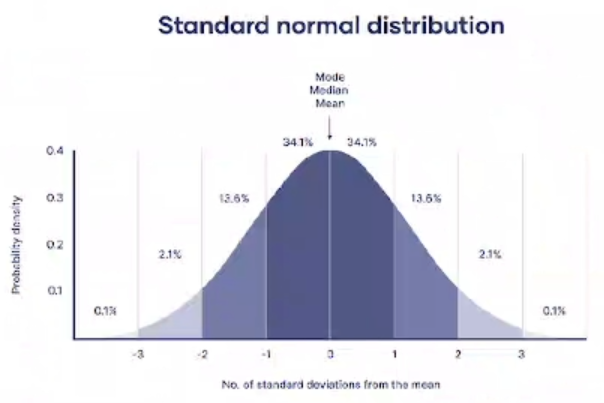 Standard normal distribution
Mode
Median
Mean
34.1% 34.1%
0.4
13.6% 13.6%
0.3
2.1% 2.1%
0.2
0.1
0.1% 0.1%
Probability density
-3 -2 -1 0 1 2 3
No. of standard deviations from the mean